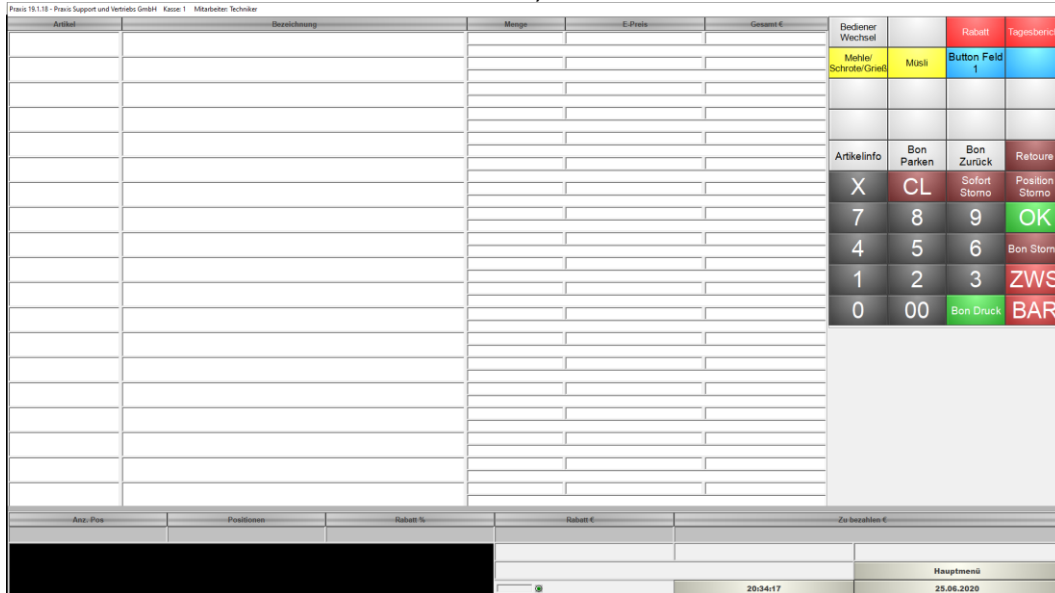 Praxis 19.1.18 - Praxis Support und Vertriebs GmbH Kasse: 1 Mitarbeiter: Techniker
Artikel Bezeichnung Menge E-Preis Gesamt €
Bediener
Wechsel
Rabatt Tagesberich
Mehle/
Schrote/Grieß
Müsli
Button Feld
1
Artikelinfo
Bon
Parken
Bon
Zurück
Retoure
X CL
Sofort
Storno
Position
Storno
7 8 9 OK
4 5 6 Bon Storn
1 2 3 ZWS
0 00 Bon Druck BAR
Anz. Pos Positionen Rabatt % Rabatt € Zu bezahlen €
Hauptmenü
20:34:17 25.06.2020